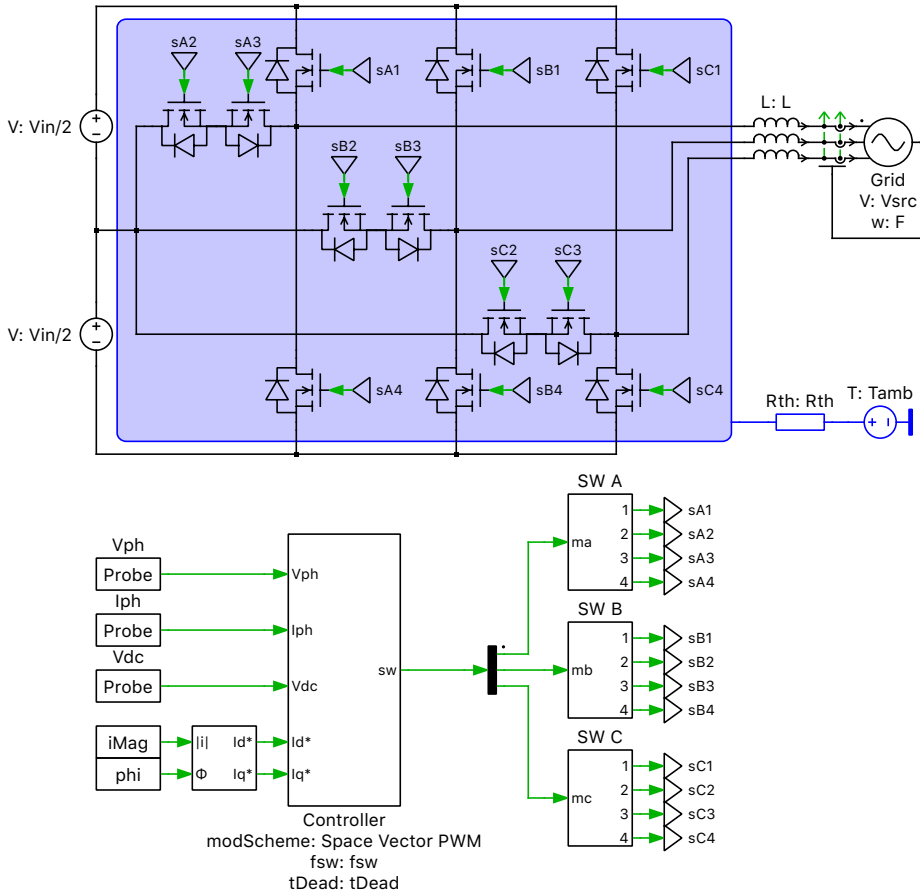 sA2
sA3
sA1
sB1
sC1
L: L
V: Vin/2
+
−
sB2
sB3
Grid
V: Vsrc
w: F
sC2
sC3
V: Vin/2
+
−
sA4
sB4
sC4
Rth: Rth
T: Tamb
+
−
SW A
ma
1
2
3
4
sA1
sA2
sA3
sA4
Vph
Probe
Vph
Iph
Probe
Iph
Vdc
Probe
Vdc
sw
SW B
mb
1
2
3
4
sB1
sB2
sB3
sB4
iMag
|i|
Id*
Id*
phi
Φ
Iq*
Iq*
SW C
mc
1
2
3
4
sC1
sC2
sC3
sC4
Controller
modScheme: Space Vector PWM
fsw: fsw
tDead: tDead